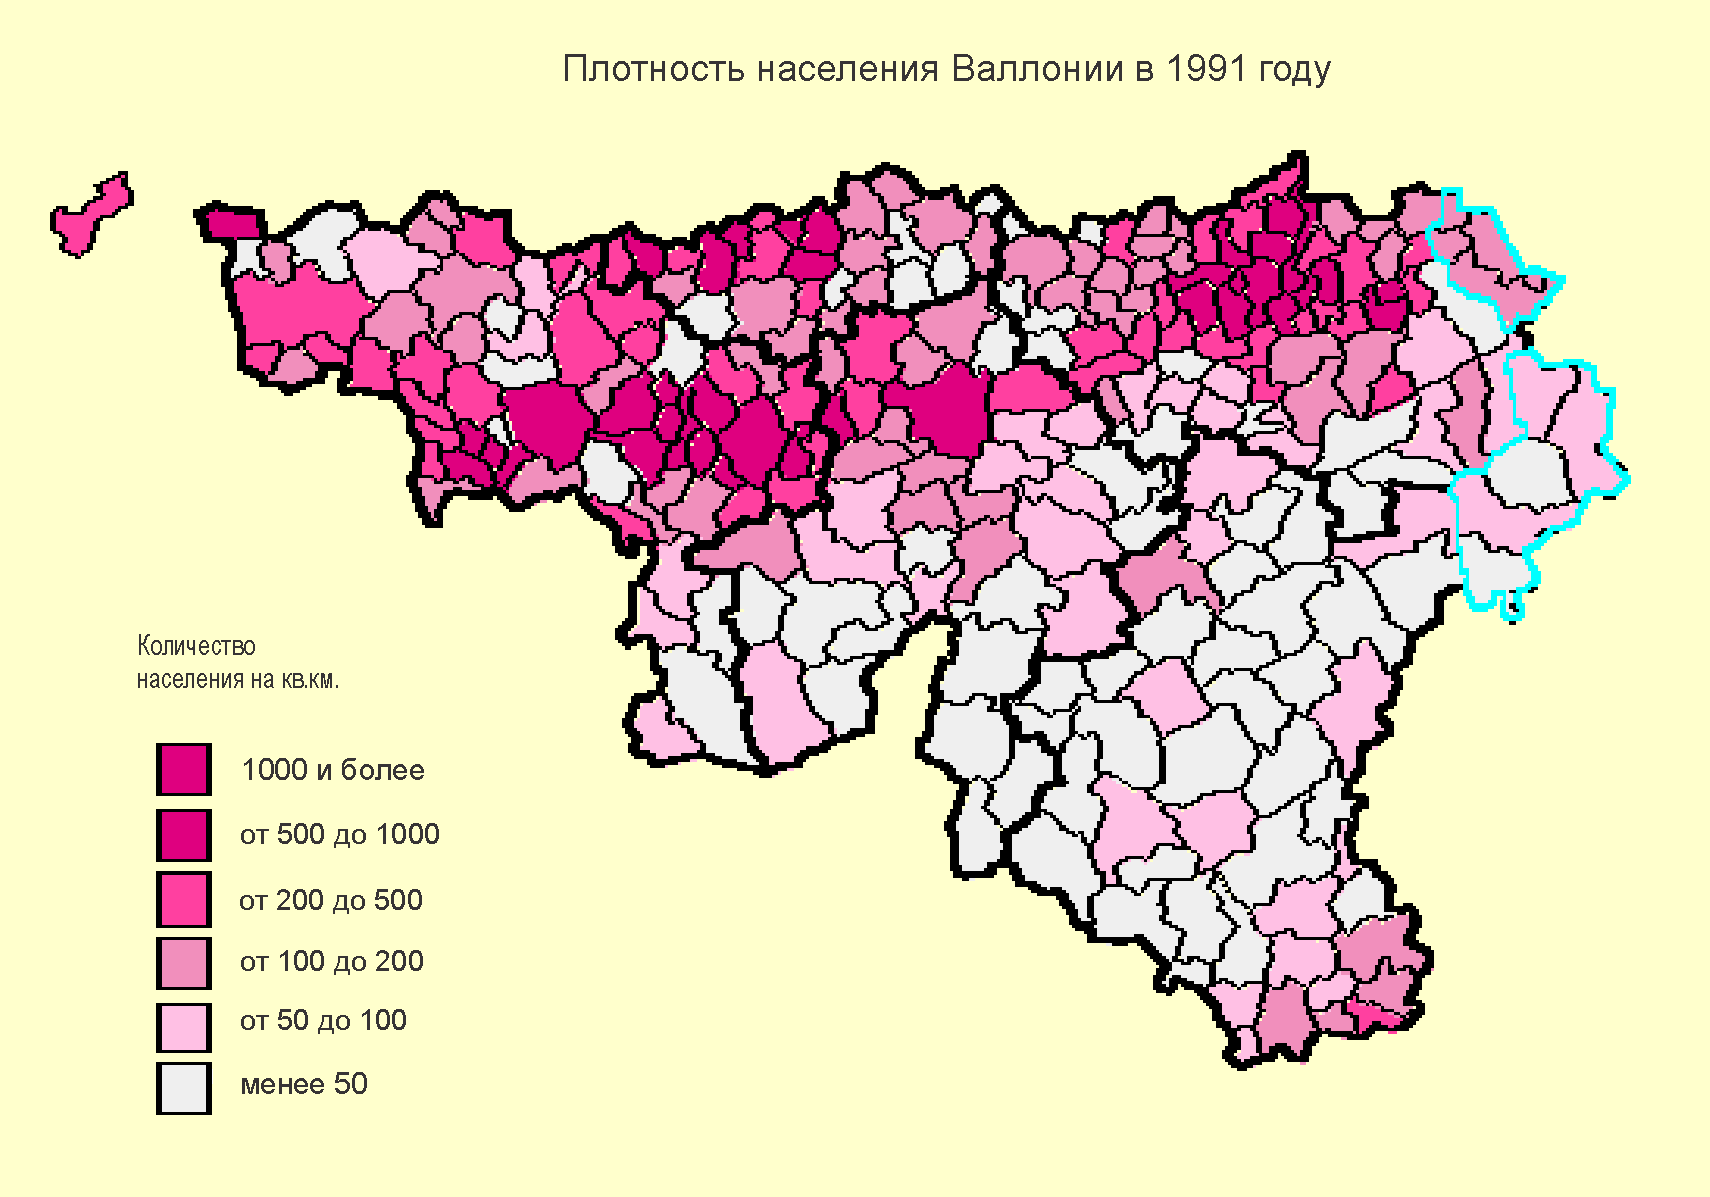 Плотность населения Валлонии в 1991 году
Количество
населения на кв.км.
1000 и более
от 500 до 1000
от 200 до 500
от 100 до 200
от 50 до 100
менее 50